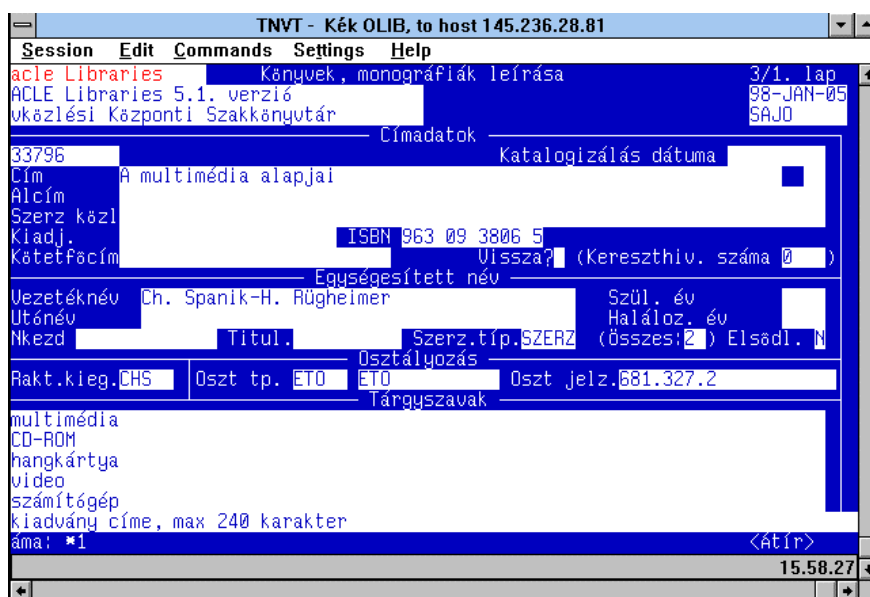 TNVT - Kék OLIB, to host 145.236.28.81
Session Edit Commands Settings Help
acle Libraries Könyvek, monográfiák leírása 3/1. lap
ACLE Libraries 5.1. verzió 98-JAN-05
vközlési Központi Szakkönyvtár SAJO
Címadatok
33796 Katalogizálás dátuma
Cím A multimédia alapjai
Alcím
Szerz közl
Kiadj. ISBN 963 09 3806 5
Kötetföcím Vissza? (Kereszthiv. száma 0 )
Egységesített név
Vezetéknév Ch. Spanik-H. Rügheimer Szül. év
Utónév Haláloz. év
Nkezd Titul. Szerz.típ.SZERZ (Összes:2 ) Elsödl. N
Osztályozás
Rakt.kieg.CHS Oszt tp. ETO ETO Oszt jelz.681.327.2
Tárgyszavak
multimédia
CD-ROM
hangkártya
video
számítógép
kiadvány címe, max 240 karakter
áma: *1 <Átír>
15.58.27